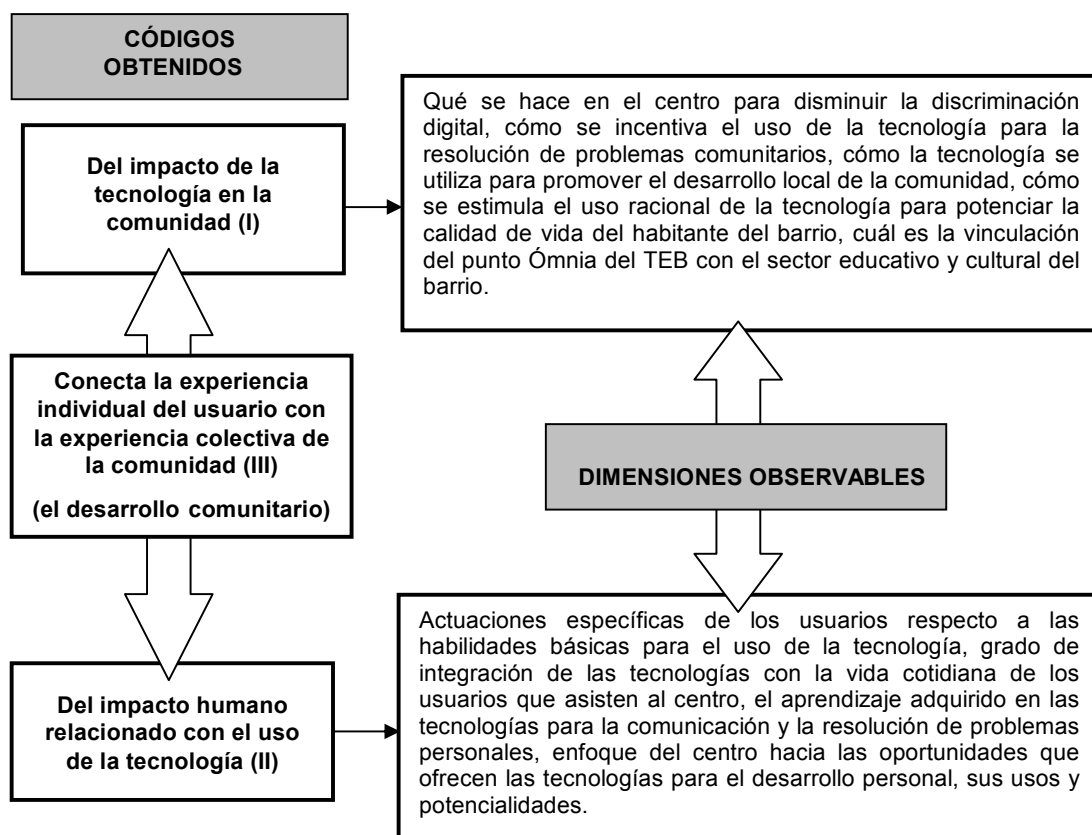 CÓDIGOS
OBTENIDOS
Del impacto de la
tecnología en la
comunidad (I)
Qué se hace en el centro para disminuir la discriminación
digital, cómo se incentiva el uso de la tecnología para la
resolución de problemas comunitarios, cómo la tecnología se
utiliza para promover el desarrollo local de la comunidad, cómo
se estimula el uso racional de la tecnología para potenciar la
calidad de vida del habitante del barrio, cuál es la vinculación
del punto Ómnia del TEB con el sector educativo y cultural del
barrio.
Conecta la experiencia
individual del usuario con
la experiencia colectiva de
la comunidad (III)
(el desarrollo comunitario)
DIMENSIONES OBSERVABLES
Del impacto humano
relacionado con el uso
de la tecnología (II)
Actuaciones específicas de los usuarios respecto a las
habilidades básicas para el uso de la tecnología, grado de
integración de las tecnologías con la vida cotidiana de los
usuarios que asisten al centro, el aprendizaje adquirido en las
tecnologías para la comunicación y la resolución de problemas
personales, enfoque del centro hacia las oportunidades que
ofrecen las tecnologías para el desarrollo personal, sus usos y
potencialidades.